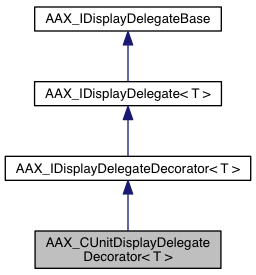 AAX_IDisplayDelegateBase
AAX_IDisplayDelegate< T >
AAX_IDisplayDelegateDecorator< T >
AAX_CUnitDisplayDelegate
Decorator< T >